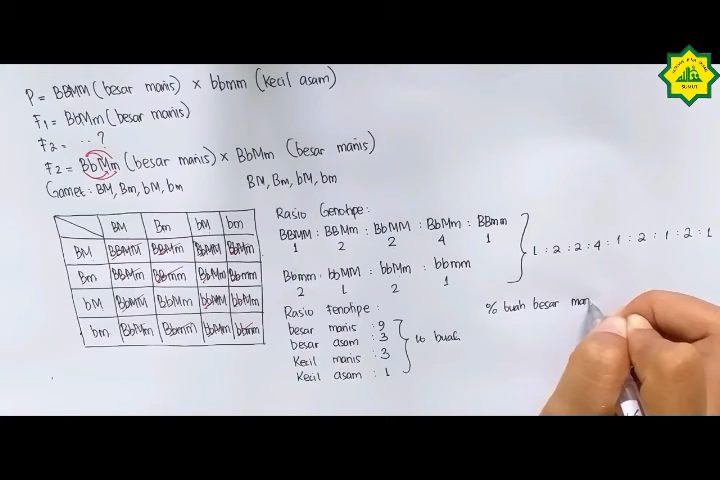 P = BBMM (besar manis) x bbmm (kecil asam)
F1 = BbMm (besar manis)
F2 = ... ?
F2 = BbMm (besar manis) x BbMm (besar manis)
Gamet : BM, Bm, bM, bm BM, Bm, bM, bm
BM Bm bM bm
BM BBMM BBMm BbMM BbMm
Bm BBMm BBmm BbMm Bbmm
bM BbMM BbMm bbMM bbMm
bm BbMm Bbmm bbMm bbmm
Rasio Genotipe :
BBMM : BBMm : BbMM : BbMm : BBmm
1 2 2 4 1
Bbmm : bbMM : bbMm : bbmm
2 1 2 1
1 : 2 : 2 : 4 : 1 : 2 : 1 : 2 : 1
Rasio fenotipe :
besar manis : 9
besar asam : 3
Kecil manis : 3
Kecil asam : 1
16 buah
% buah besar man
SUMUT